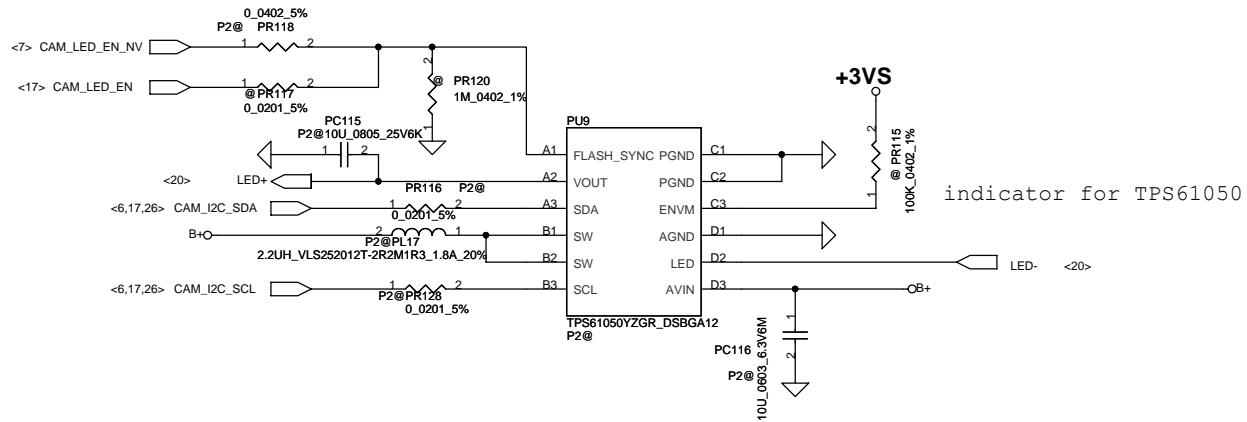 0_0402_5%
P2@ PR118
<7> CAM_LED_EN_NV
1 2
<17> CAM_LED_EN
1 2
@PR117
0_0201_5%
2
@ PR120
1M_0402_1%
1
+3VS
2
@ PR115
100K_0402_1%
1
PC115
P2@10U_0805_25V6K
1 2
<20> LED+
PR116 P2@
<6,17,26> CAM_I2C_SDA
1 2
0_0201_5%
B+
2 P2@PL17 1
2.2UH_VLS252012T-2R2M1R3_1.8A_20%
<6,17,26> CAM_I2C_SCL
1 2
P2@PR128
0_0201_5%
PU9
A1 FLASH_SYNC PGND C1
A2 VOUT PGND C2
A3 SDA ENVM C3
B1 SW AGND D1
B2 SW LED D2
B3 SCL AVIN D3
TPS61050YZGR_DSBGA12
P2@
indicator for TPS61050
LED- <20>
B+
1
PC116
2
P2@
10U_0603_6.3V6M